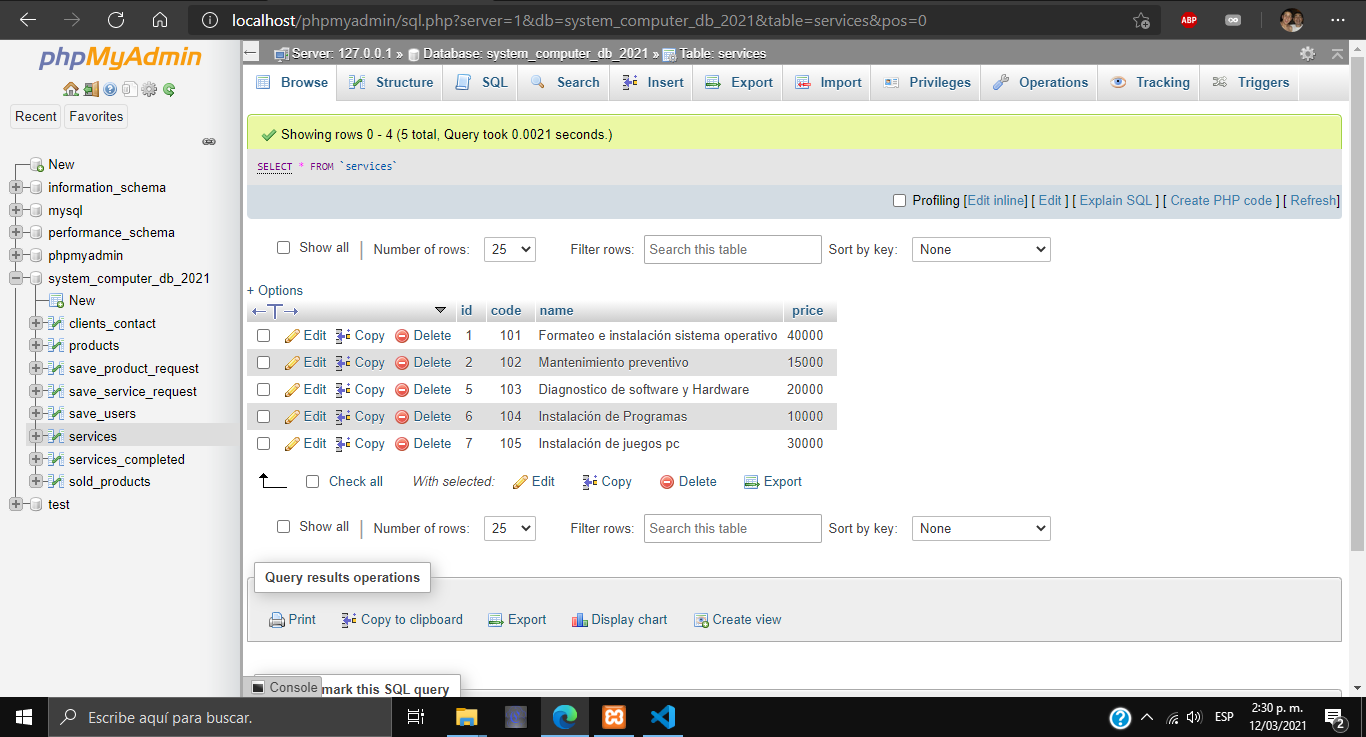 localhost/phpmyadmin/sql.php?server=1&db=system_computer_db_2021&table=services&pos=0
ABP
phpMyAdmin
Recent Favorites
New
information_schema
mysql
performance_schema
phpmyadmin
system_computer_db_2021
New
clients_contact
products
save_product_request
save_service_request
save_users
services
services_completed
sold_products
test
Server: 127.0.0.1 » Database: system_computer_db_2021 » Table: services
Browse Structure SQL Search Insert Export Import Privileges Operations Tracking Triggers
Showing rows 0 - 4 (5 total, Query took 0.0021 seconds.)
SELECT * FROM `services`
Profiling [Edit inline] [ Edit ] [ Explain SQL ] [ Create PHP code ] [ Refresh]
Show all | Number of rows: 25 Filter rows: Search this table Sort by key: None
+ Options
←T→ id code name price
Edit Copy Delete 1 101 Formateo e instalación sistema operativo 40000
Edit Copy Delete 2 102 Mantenimiento preventivo 15000
Edit Copy Delete 5 103 Diagnostico de software y Hardware 20000
Edit Copy Delete 6 104 Instalación de Programas 10000
Edit Copy Delete 7 105 Instalación de juegos pc 30000
Check all With selected: Edit Copy Delete Export
Show all | Number of rows: 25 Filter rows: Search this table Sort by key: None
Query results operations
Print Copy to clipboard Export Display chart Create view
Console mark this SQL query
Escribe aquí para buscar.
ESP
2:30 p. m.
12/03/2021
2